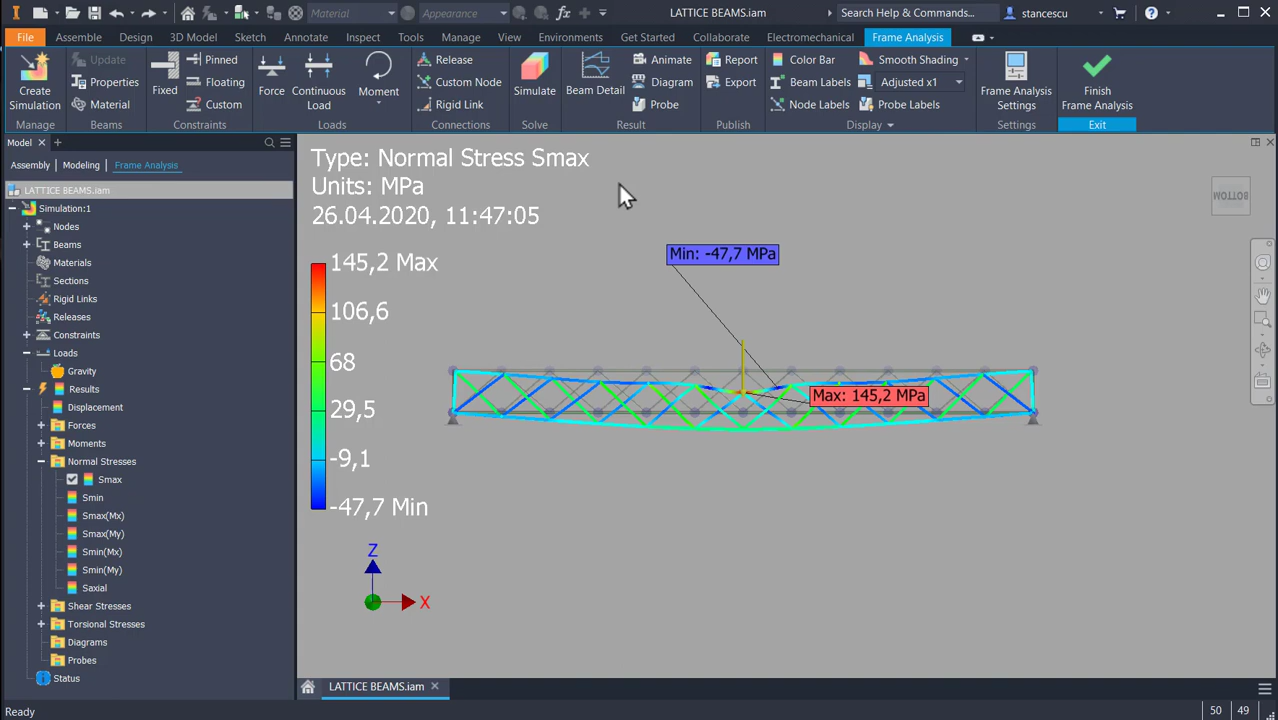 Material
Appearance
LATTICE BEAMS.iam
Search Help & Commands...
stancescu
File
Assemble
Design
3D Model
Sketch
Annotate
Inspect
Tools
Manage
View
Environments
Get Started
Collaborate
Electromechanical
Frame Analysis
Create Simulation
Update
Properties
Material
Fixed
Pinned
Floating
Custom
Force
Continuous Load
Moment
Release
Custom Node
Rigid Link
Simulate
Beam Detail
Animate
Diagram
Probe
Report
Export
Color Bar
Beam Labels
Node Labels
Smooth Shading
Adjusted x1
Probe Labels
Frame Analysis Settings
Finish Frame Analysis
Manage
Beams
Constraints
Loads
Connections
Solve
Result
Publish
Display
Settings
Exit
Model
Assembly
Modeling
Frame Analysis
LATTICE BEAMS.iam
Simulation:1
Nodes
Beams
Materials
Sections
Rigid Links
Releases
Constraints
Loads
Gravity
Results
Displacement
Forces
Moments
Normal Stresses
Smax
Smin
Smax(Mx)
Smax(My)
Smin(Mx)
Smin(My)
Saxial
Shear Stresses
Torsional Stresses
Diagrams
Probes
Status
Type: Normal Stress Smax
Units: MPa
26.04.2020, 11:47:05
145,2 Max
106,6
68
29,5
-9,1
-47,7 Min
Min: -47,7 MPa
Max: 145,2 MPa
BOTTOM
Z
X
LATTICE BEAMS.iam
Ready
50
49